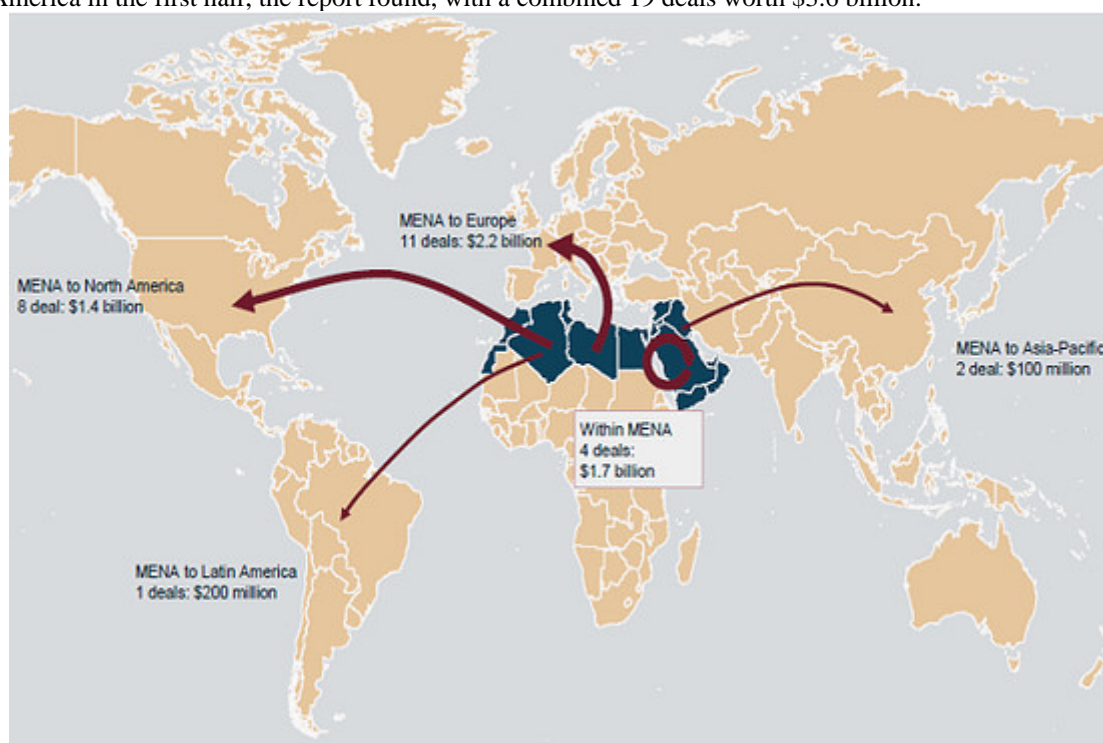 America in the first half, the report found, with a combined 19 deals worth $3.6 billion.
MENA to Europe
11 deals: $2.2 billion
MENA to North America
8 deal: $1.4 billion
MENA to Asia-Pacific
2 deal: $100 million
Within MENA
4 deals:
$1.7 billion
MENA to Latin America
1 deals: $200 million